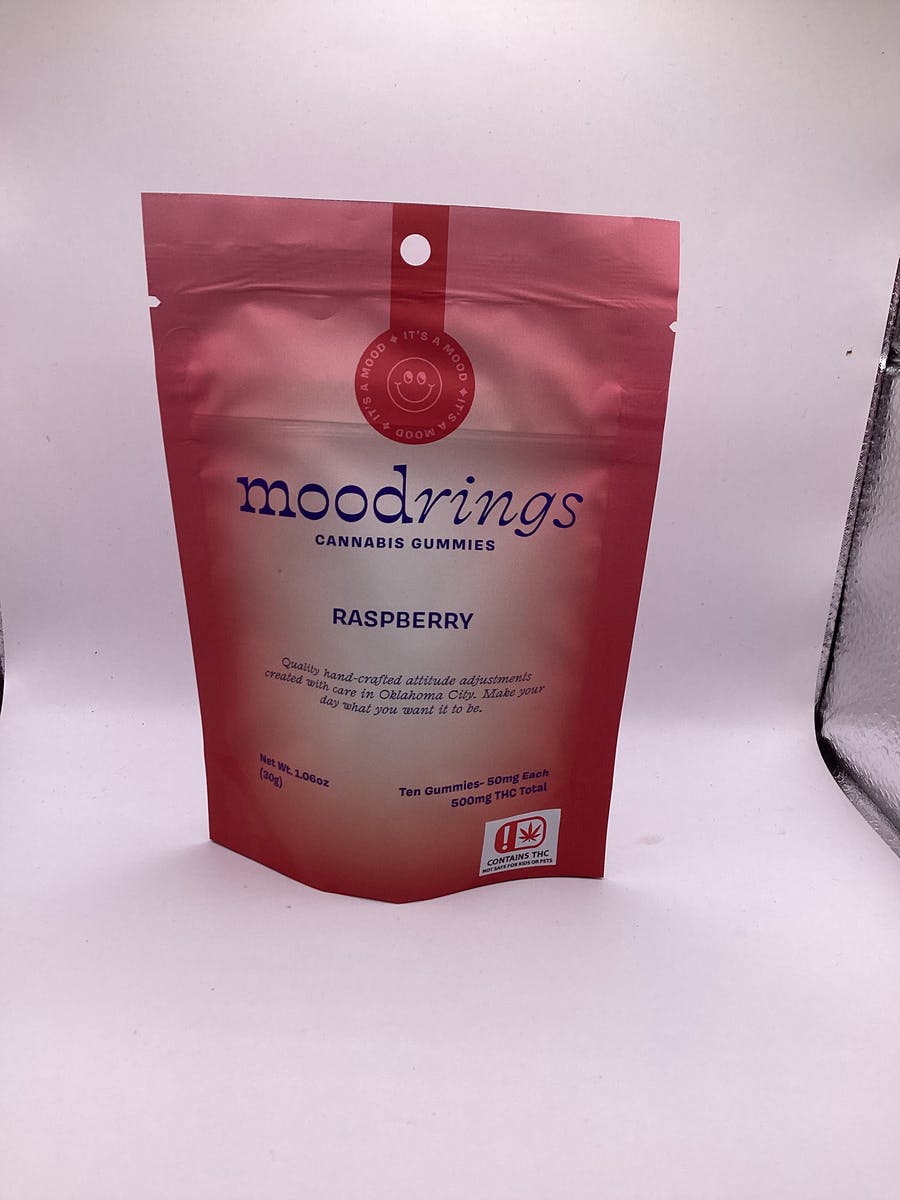 IT'S A MOOD ✦ IT'S A MOOD ✦ IT'S A MOOD ✦ IT'S A MOOD ✦
moodrings
CANNABIS GUMMIES
RASPBERRY
Quality hand-crafted attitude adjustments
created with care in Oklahoma City. Make your
day what you want it to be.
Net Wt. 1.06oz
(30g)
Ten Gummies- 50mg Each
500mg THC Total
!
CONTAINS THC
NOT SAFE FOR KIDS OR PETS